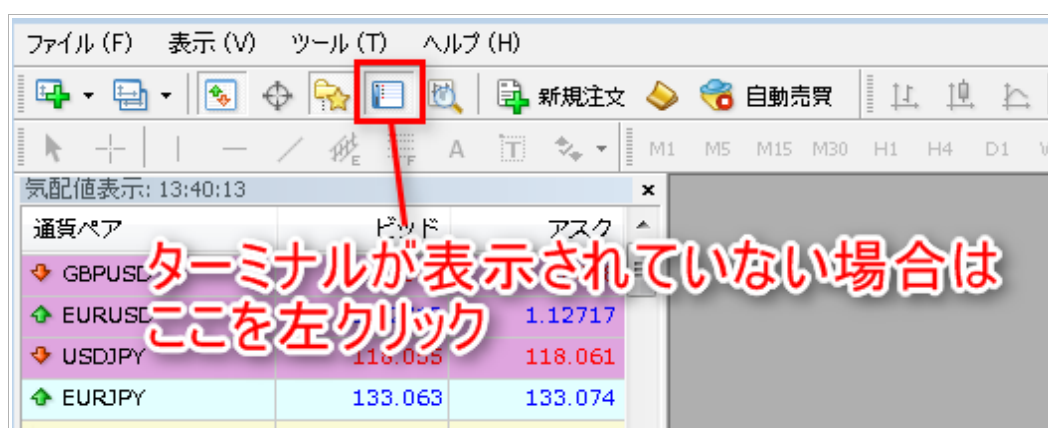 ファイル (F) 表示 (V) ツール (T) ヘルプ (H)
新規注文 自動売買
A T M1 M5 M15 M30 H1 H4 D1
気配値表示: 13:40:13
通貨ペア ビッド アスク
ターミナルが表示されていない場合は
ここを左クリック
GBPUSD
EURUSD 1.12717
USDJPY 118.055 118.061
EURJPY 133.063 133.074